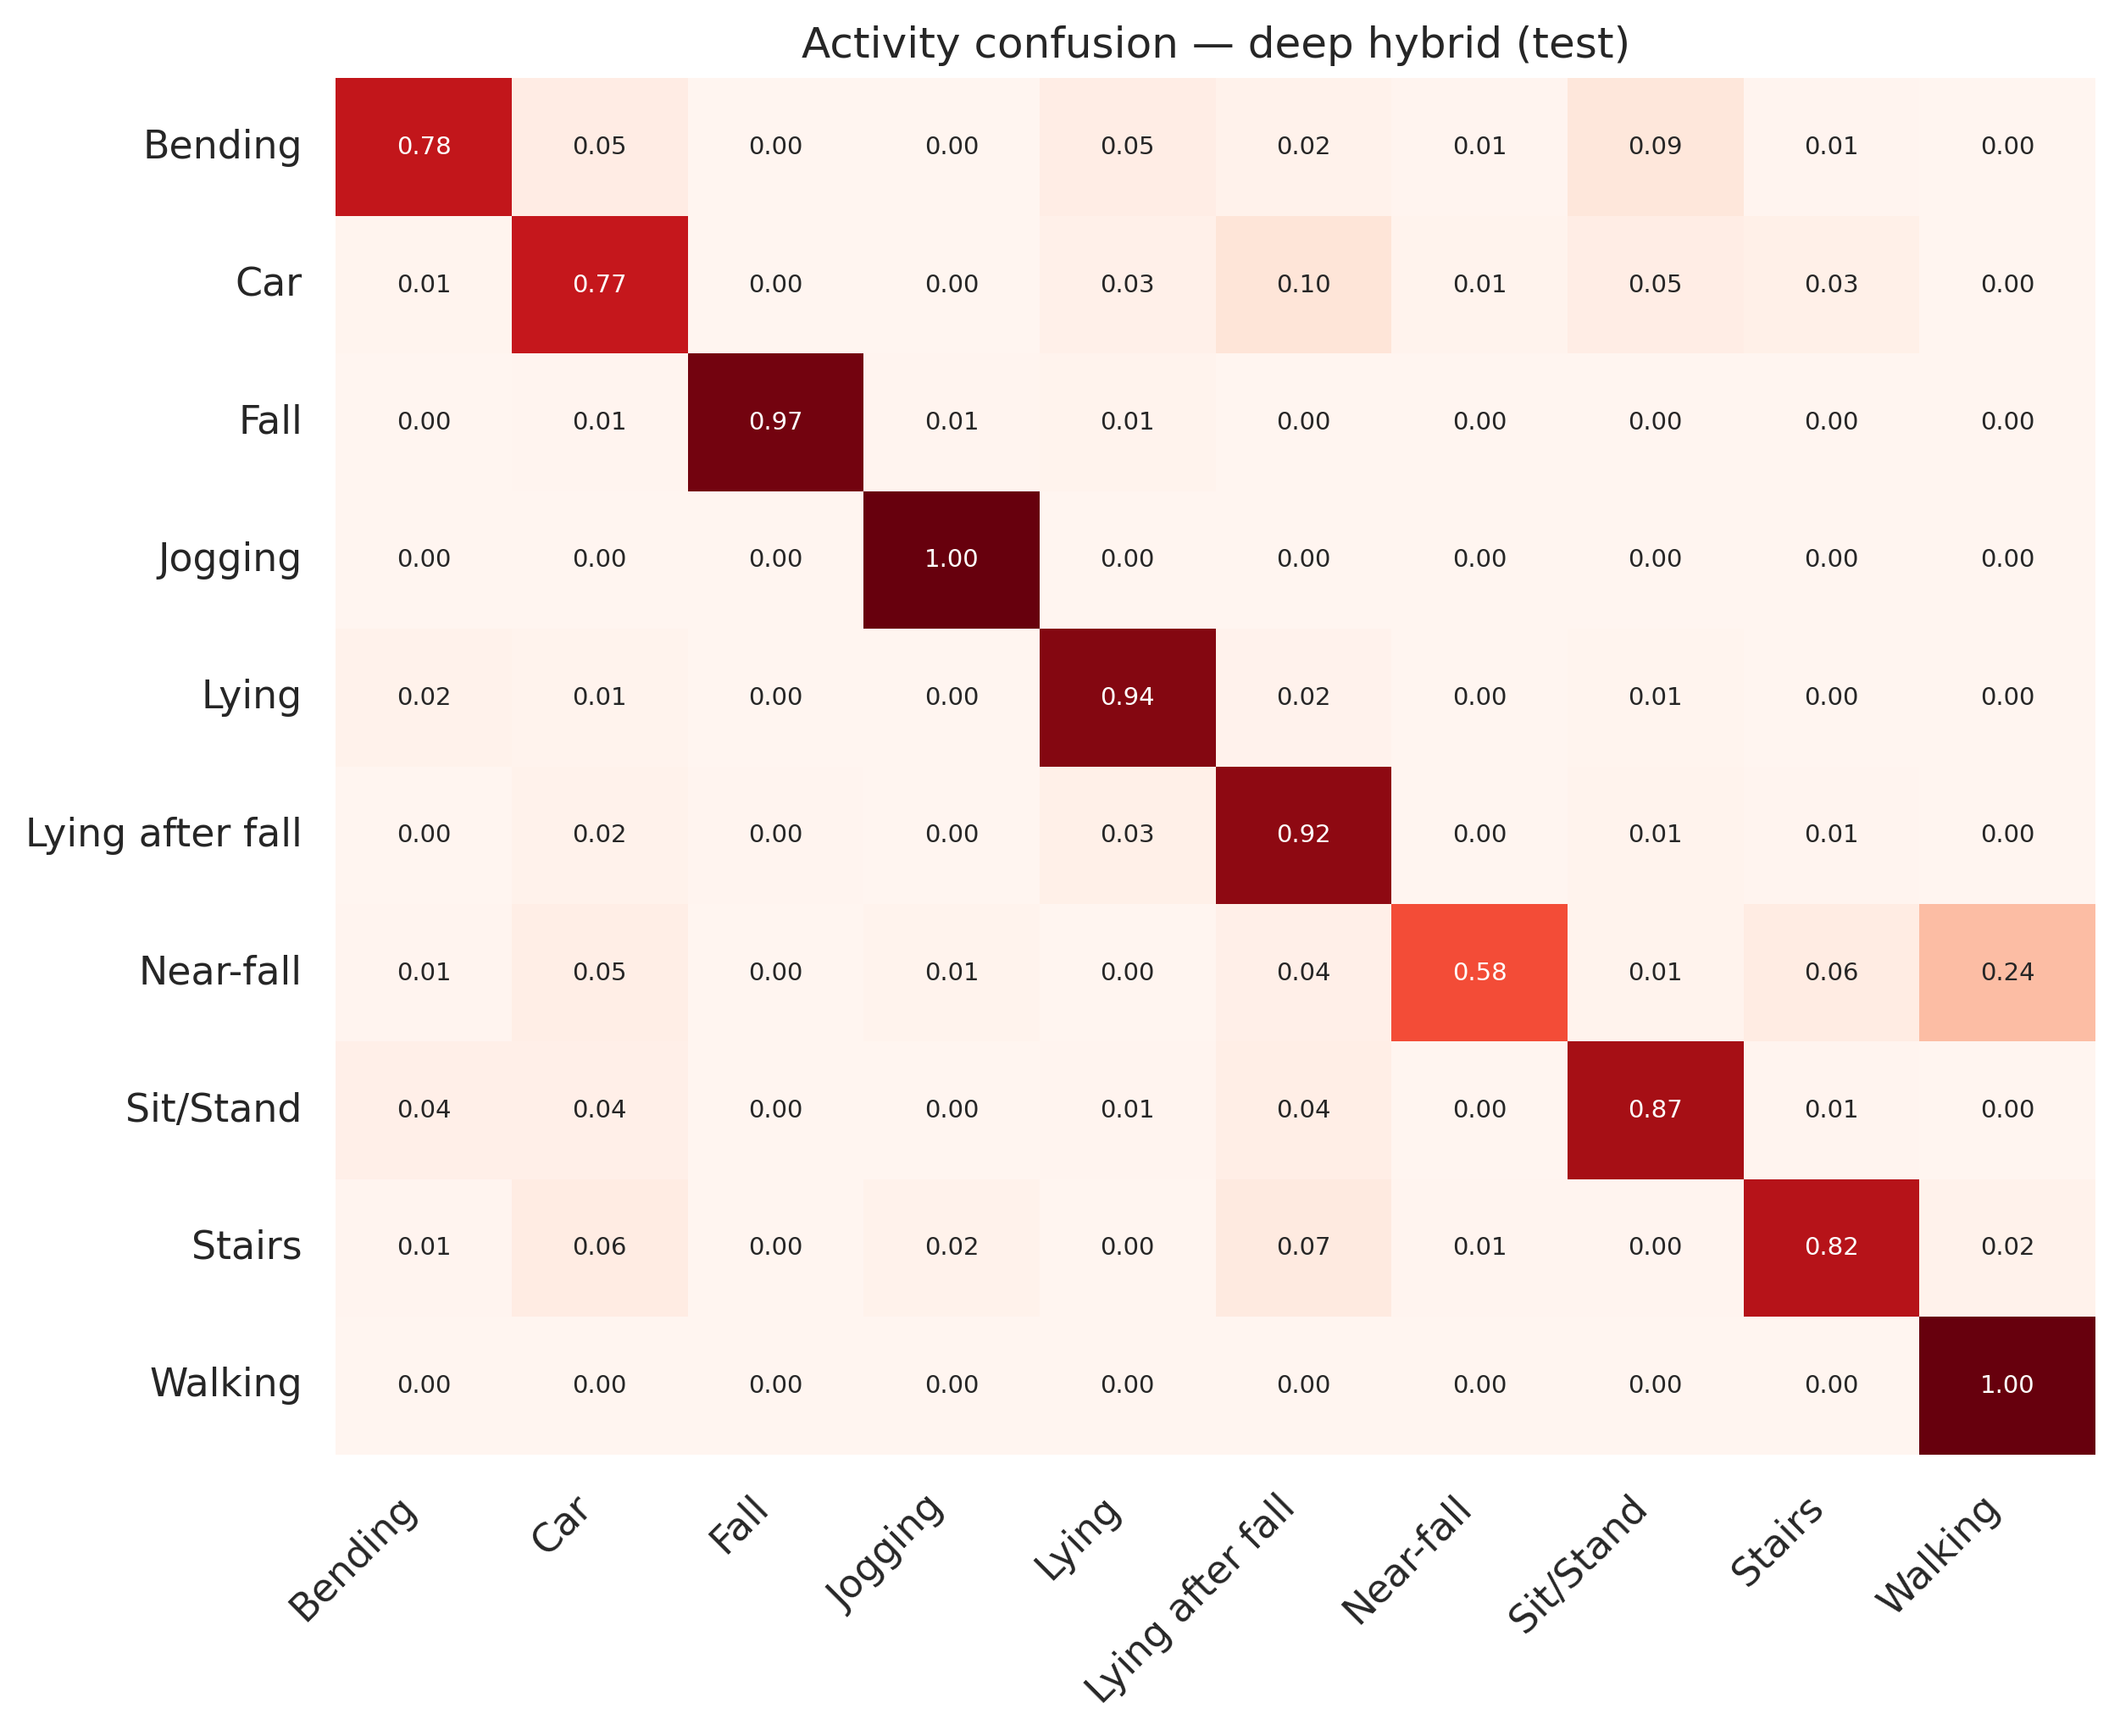 Activity confusion — deep hybrid (test)
Bending 0.78 0.05 0.00 0.00 0.05 0.02 0.01 0.09 0.01 0.00
Car 0.01 0.77 0.00 0.00 0.03 0.10 0.01 0.05 0.03 0.00
Fall 0.00 0.01 0.97 0.01 0.01 0.00 0.00 0.00 0.00 0.00
Jogging 0.00 0.00 0.00 1.00 0.00 0.00 0.00 0.00 0.00 0.00
Lying 0.02 0.01 0.00 0.00 0.94 0.02 0.00 0.01 0.00 0.00
Lying after fall 0.00 0.02 0.00 0.00 0.03 0.92 0.00 0.01 0.01 0.00
Near-fall 0.01 0.05 0.00 0.01 0.00 0.04 0.58 0.01 0.06 0.24
Sit/Stand 0.04 0.04 0.00 0.00 0.01 0.04 0.00 0.87 0.01 0.00
Stairs 0.01 0.06 0.00 0.02 0.00 0.07 0.01 0.00 0.82 0.02
Walking 0.00 0.00 0.00 0.00 0.00 0.00 0.00 0.00 0.00 1.00
Bending Car Fall Jogging Lying Lying after fall Near-fall Sit/Stand Stairs Walking